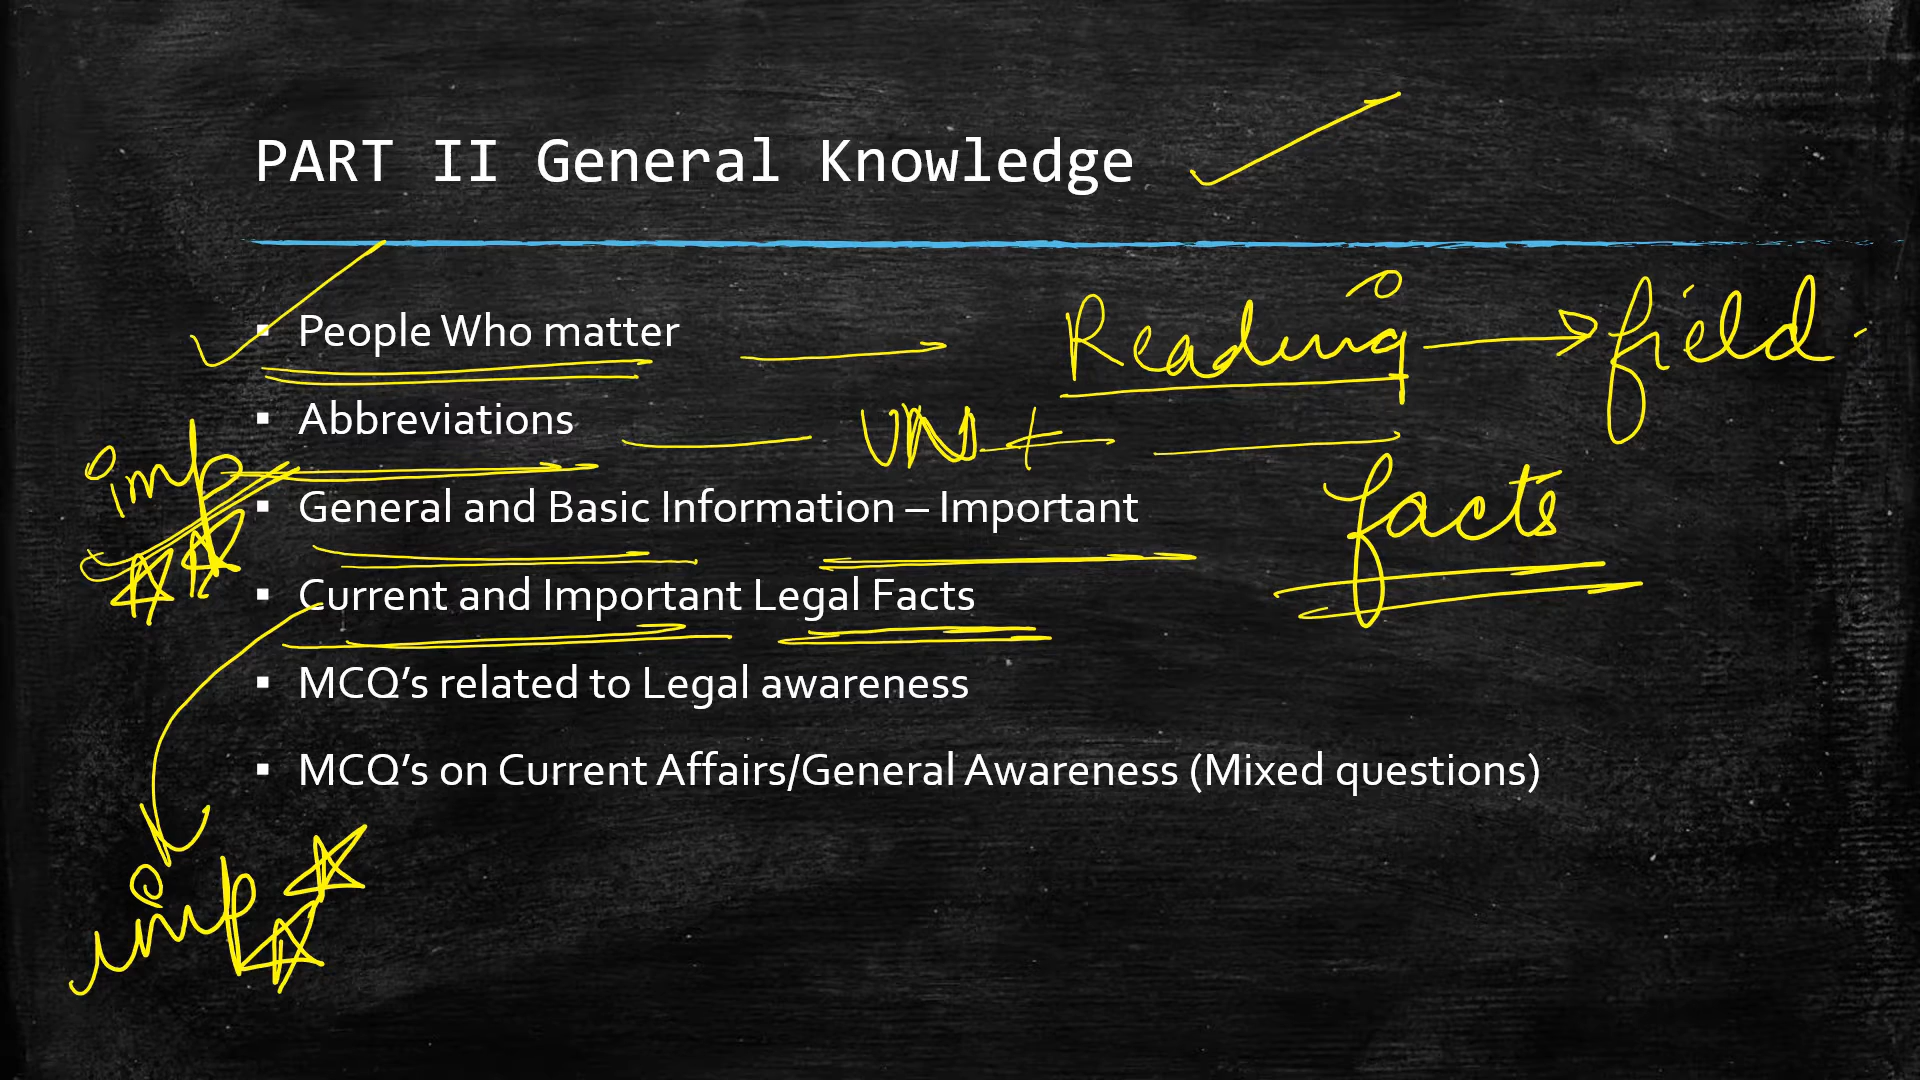 PART II General Knowledge
▪ People Who matter
Reading → field.
▪ Abbreviations
UN +
imp
▪ General and Basic Information – Important
facts
▪ Current and Important Legal Facts
▪ MCQ’s related to Legal awareness
▪ MCQ’s on Current Affairs/General Awareness (Mixed questions)
imp